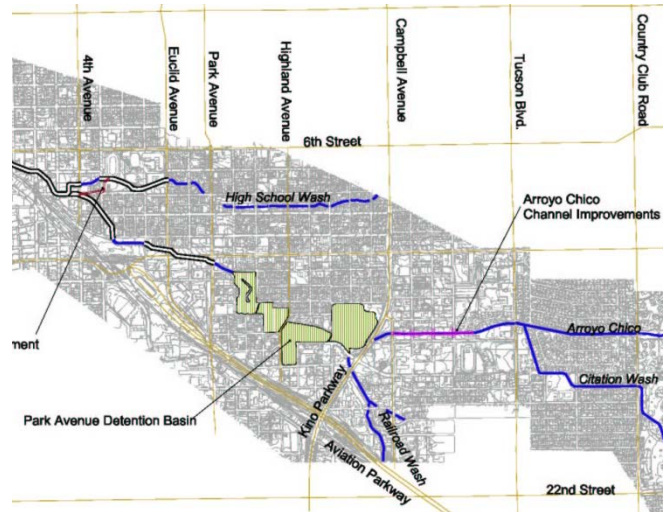 4th Avenue
Euclid Avenue
Park Avenue
Highland Avenue
Campbell Avenue
Tucson Blvd.
Country Club Road
6th Street
High School Wash
Arroyo Chico
Channel Improvements
Arroyo Chico
ment
Citation Wash
Park Avenue Detention Basin
Kino Parkway
Railroed Wash
Aviation Parkway
22nd Street